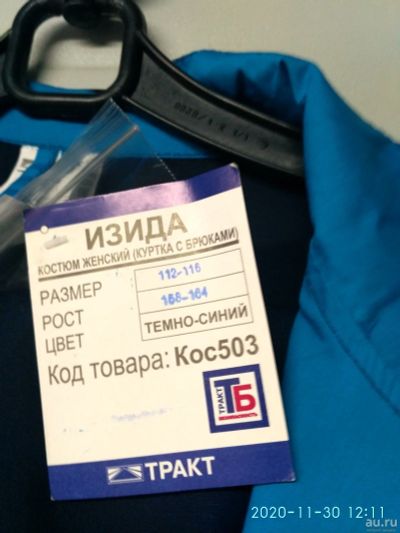 ИЗИДА
КОСТЮМ ЖЕНСКИЙ (КУРТКА С БРЮКАМИ)
РАЗМЕР 112-116
РОСТ 158-164
ЦВЕТ ТЕМНО-СИНИЙ
Код товара: Кос503
ТРАКТ ТБ
ТРАКТ
2020-11-30 12:11
au.ru